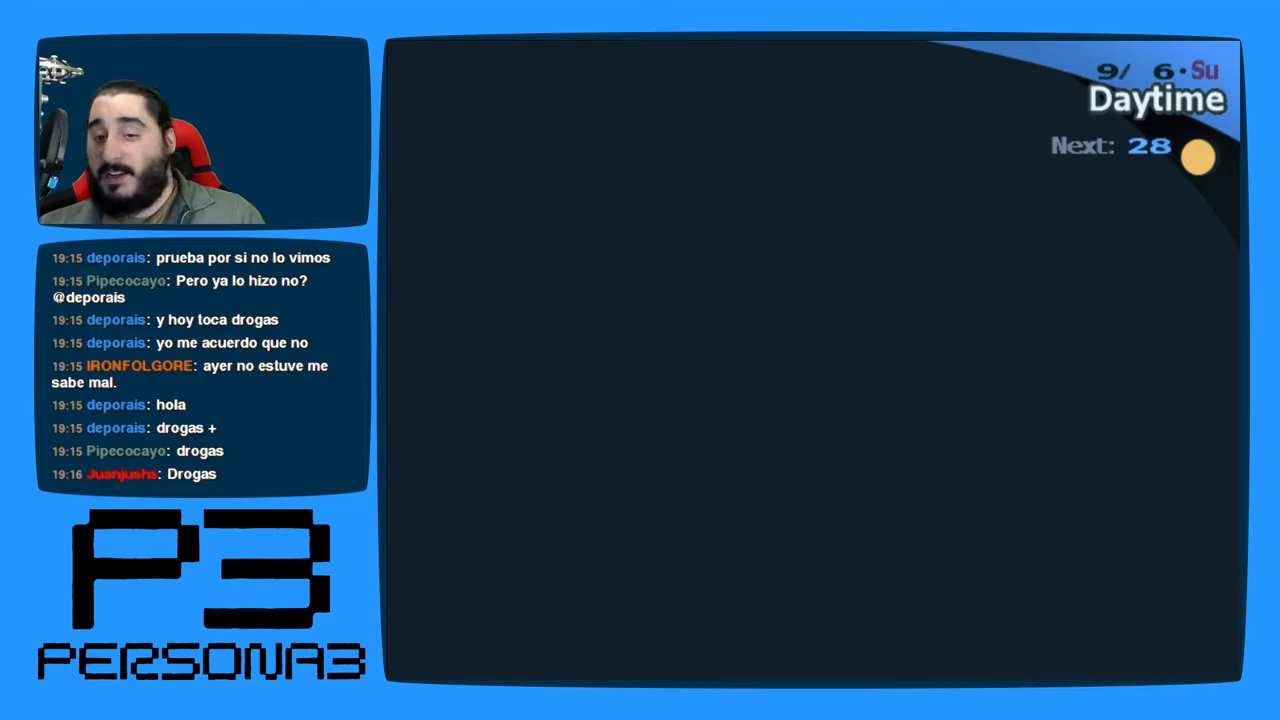 9/ 6・Su
Daytime
Next: 28
19:15 deporais: prueba por si no lo vimos
19:15 Pipecocayo: Pero ya lo hizo no?
@deporais
19:15 deporais: y hoy toca drogas
19:15 deporais: yo me acuerdo que no
19:15 IRONFOLGORE: ayer no estuve me
sabe mal.
19:15 deporais: hola
19:15 deporais: drogas +
19:15 Pipecocayo: drogas
19:16 Juanjushs: Drogas
P3
PERSONA3